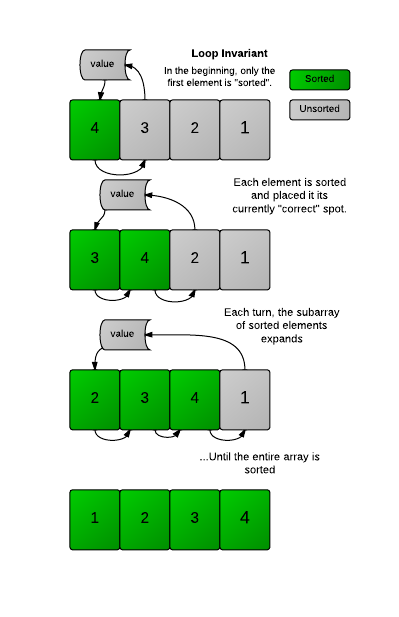 Loop Invariant
value
In the beginning, only the
first element is "sorted".
Sorted
Unsorted
4 3 2 1
value
Each element is sorted
and placed it its
currently "correct" spot.
3 4 2 1
Each turn, the subarray
of sorted elements
expands
value
2 3 4 1
...Until the entire array is
sorted
1 2 3 4